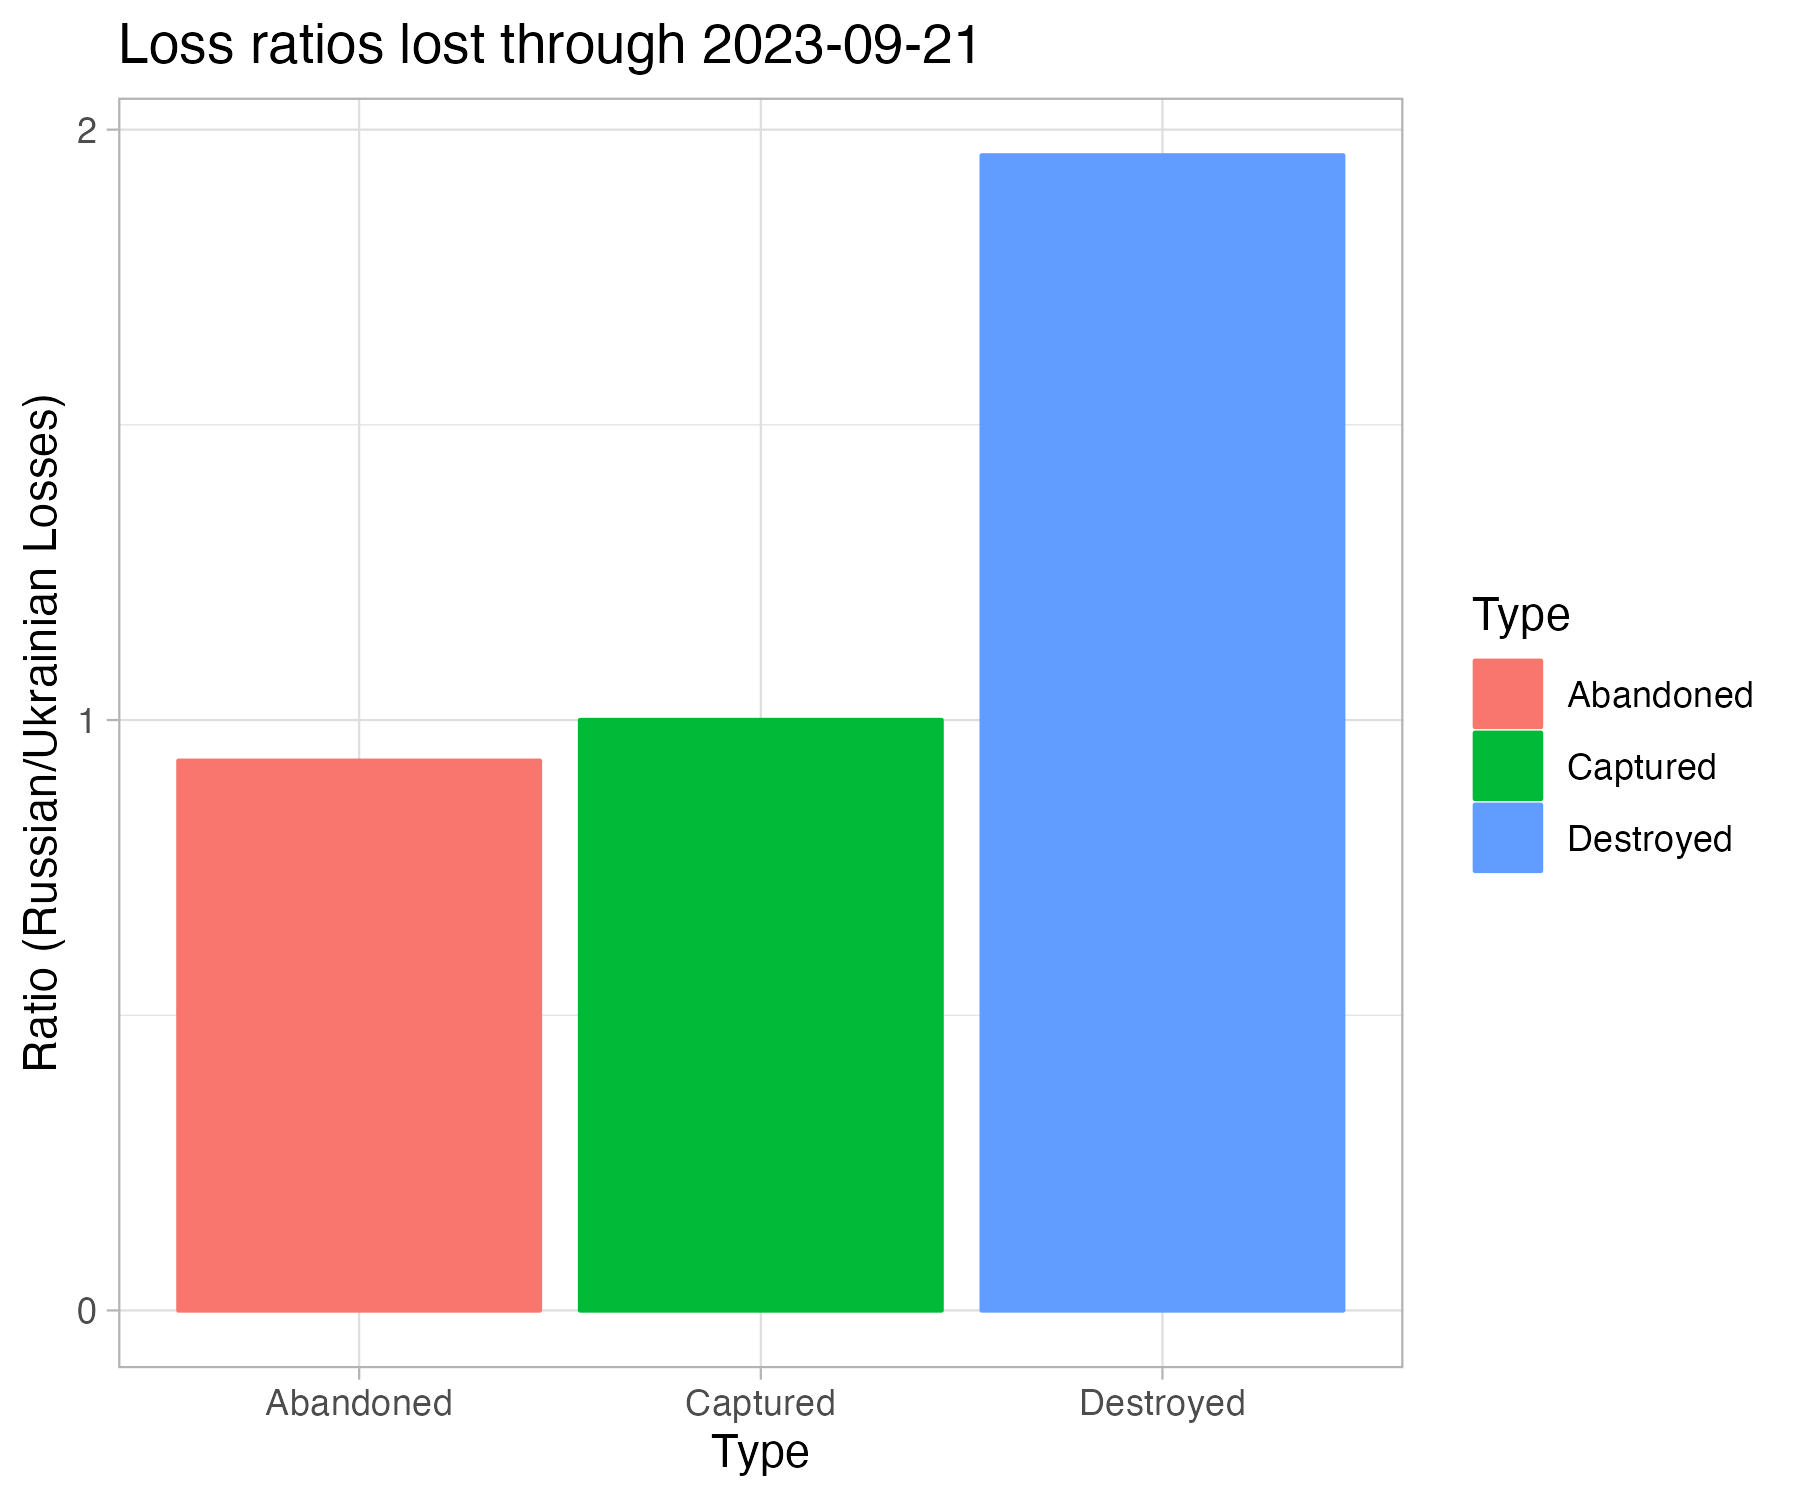 Loss ratios lost through 2023-09-21
Ratio (Russian/Ukrainian Losses)
2
1
0
Abandoned
Captured
Destroyed
Type
Type
Abandoned
Captured
Destroyed